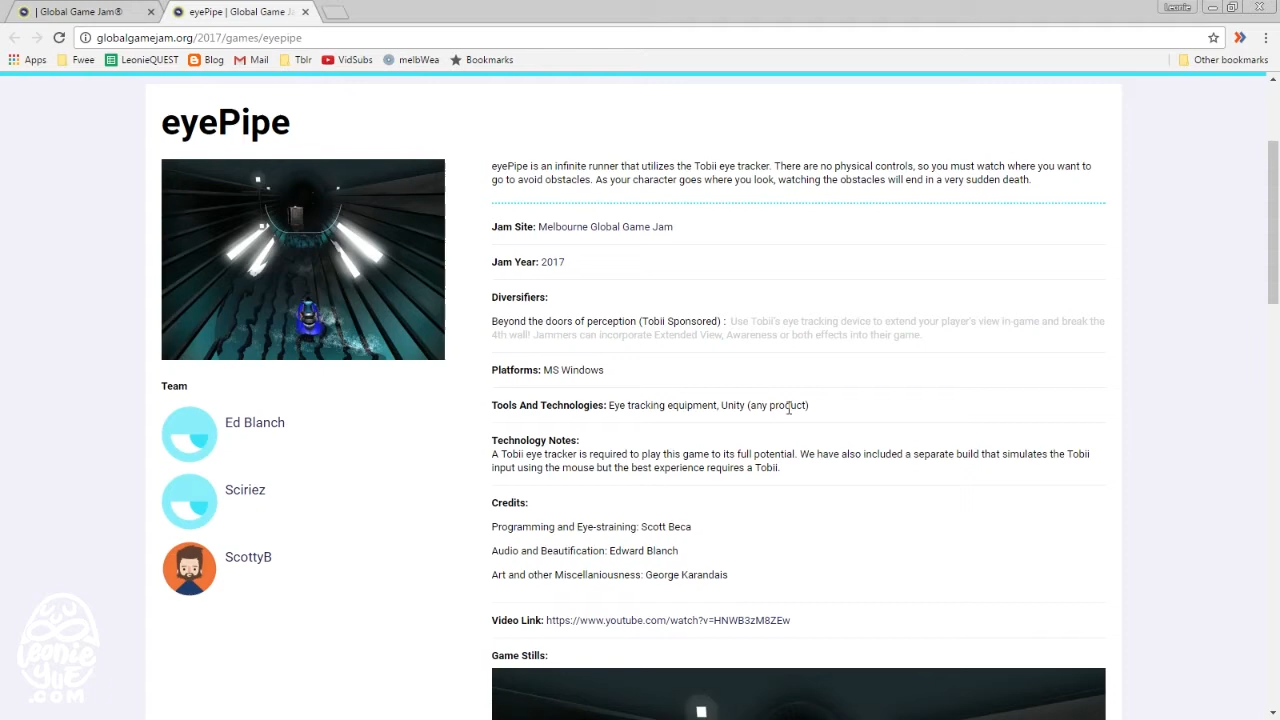 | Global Game Jam®
eyePipe | Global Game Ja
Leonie
globalgamejam.org/2017/games/eyepipe
Apps Fwee LeonieQUEST Blog Mail Tblr VidSubs melbWea Bookmarks Other bookmarks
eyePipe
eyePipe is an infinite runner that utilizes the Tobii eye tracker. There are no physical controls, so you must watch where you want to
go to avoid obstacles. As your character goes where you look, watching the obstacles will end in a very sudden death.
Jam Site: Melbourne Global Game Jam
Jam Year: 2017
Diversifiers:
Beyond the doors of perception (Tobii Sponsored) : Use Tobii's eye tracking device to extend your player's view in-game and break the
4th wall! Jammers can incorporate Extended View, Awareness or both effects into their game.
Platforms: MS Windows
Tools And Technologies: Eye tracking equipment, Unity (any product)
Technology Notes:
A Tobii eye tracker is required to play this game to its full potential. We have also included a separate build that simulates the Tobii
input using the mouse but the best experience requires a Tobii.
Credits:
Programming and Eye-straining: Scott Beca
Audio and Beautification: Edward Blanch
Art and other Miscellaniousness: George Karandais
Video Link: https://www.youtube.com/watch?v=HNWB3zM8ZEw
Game Stills:
Team
Ed Blanch
Sciriez
ScottyB
leonie
yue
.com